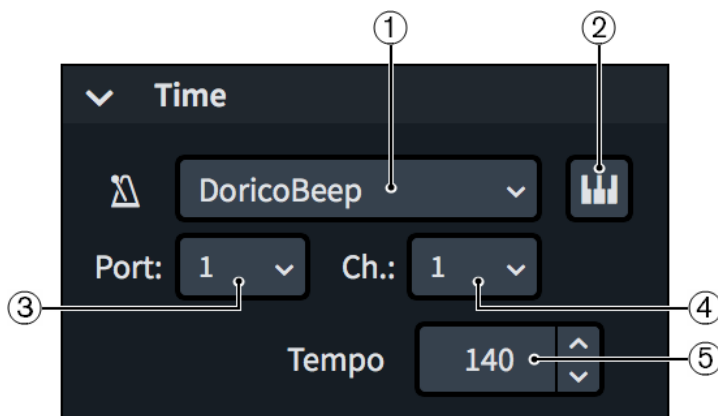 ① ②
Time
DoricoBeep
Port: 1 Ch.: 1
③ ④
Tempo 140 ⑤